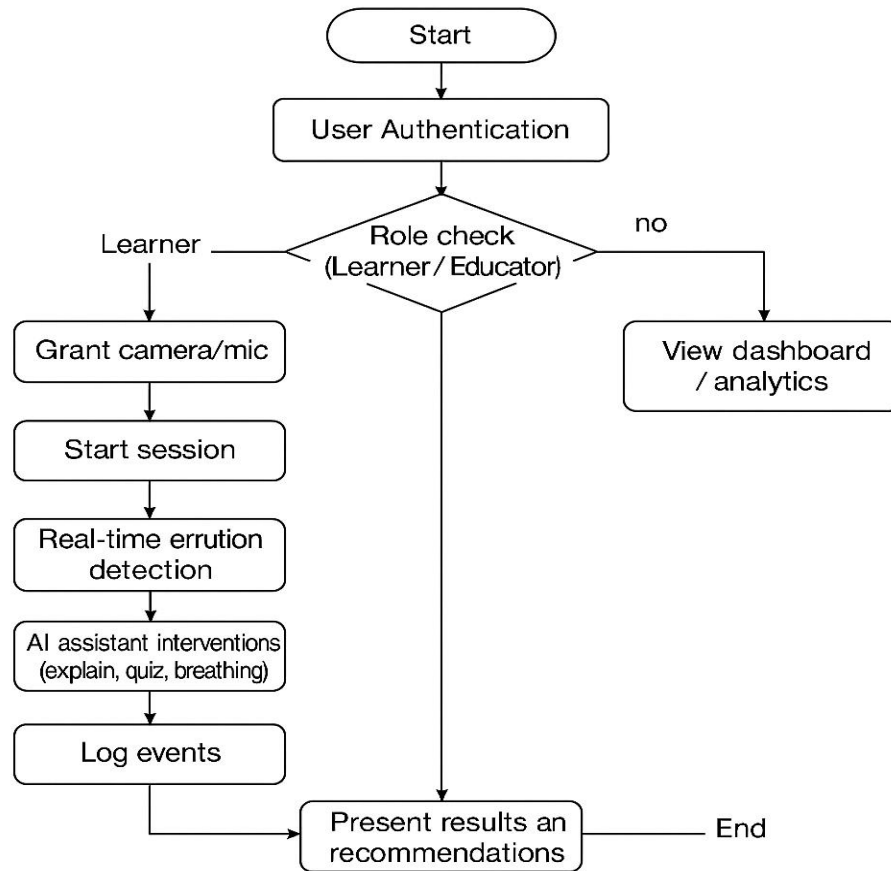 Start
User Authentication
Role check
(Learner / Educator)
Learner
no
Grant camera/mic
View dashboard
/ analytics
Start session
Real-time errution
detection
AI assistant interventions
(explain, quiz, breathing)
Log events
Present results an
recommendations
End